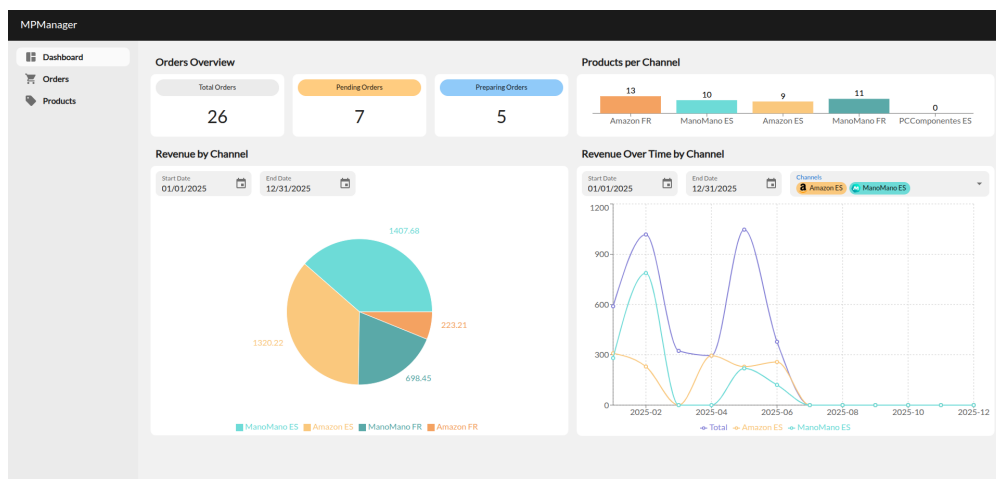 MPManager
Dashboard
Orders
Products
Orders Overview
Total Orders
26
Pending Orders
7
Preparing Orders
5
Products per Channel
13
10
9
11
0
Amazon FR
ManoMano ES
Amazon ES
ManoMano FR
PCComponentes ES
Revenue by Channel
Start Date
01/01/2025
End Date
12/31/2025
1407.68
223.21
1320.22
698.45
ManoMano ES
Amazon ES
ManoMano FR
Amazon FR
Revenue Over Time by Channel
Start Date
01/01/2025
End Date
12/31/2025
Channels
Amazon ES
ManoMano ES
1200
900
600
300
0
2025-02
2025-04
2025-06
2025-08
2025-10
2025-12
Total
Amazon ES
ManoMano ES